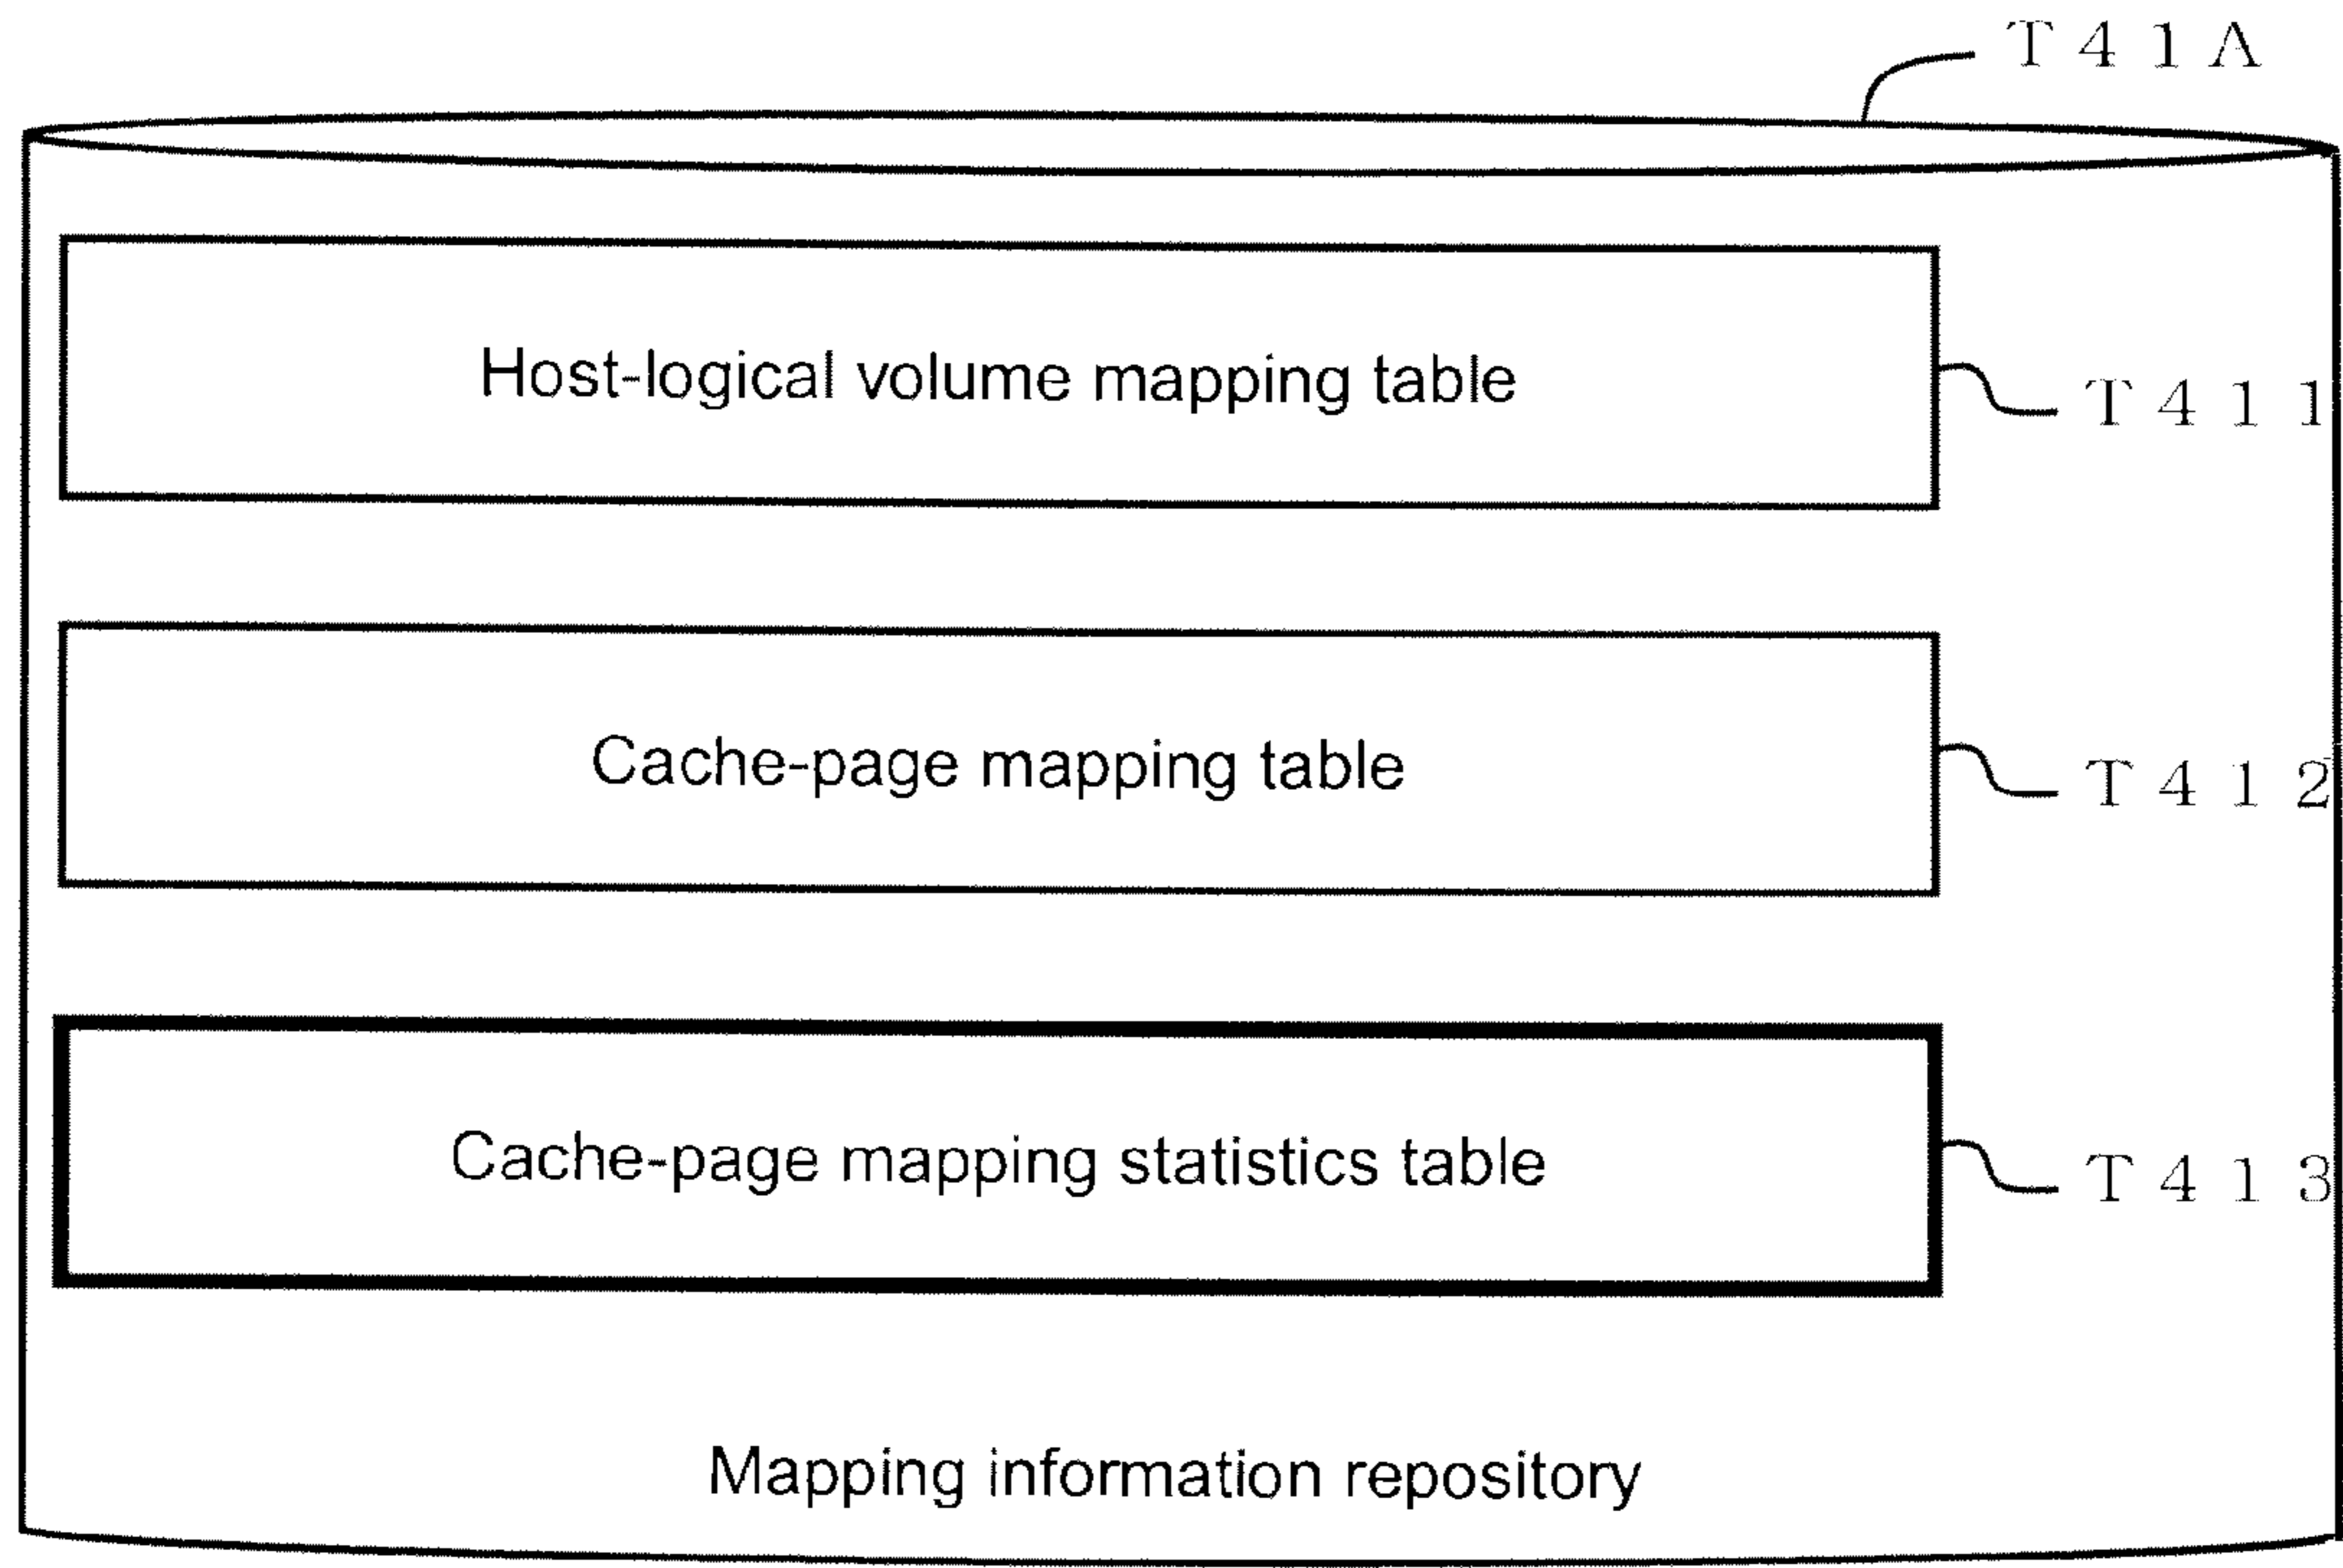 T41A
Host-logical volume mapping table
T411
Cache-page mapping table
T412
Cache-page mapping statistics table
T413
Mapping information repository